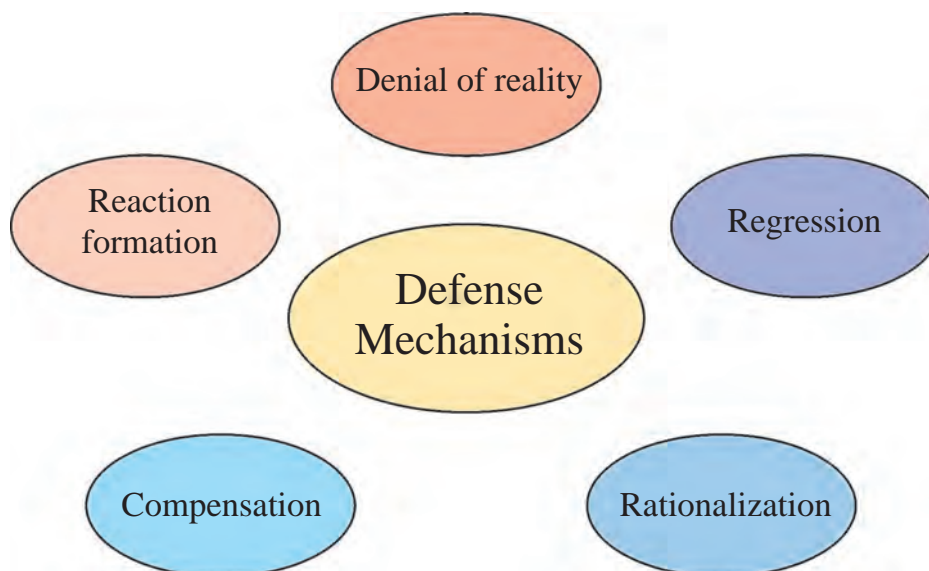 Denial of reality
Reaction
formation
Regression
Defense
Mechanisms
Compensation
Rationalization